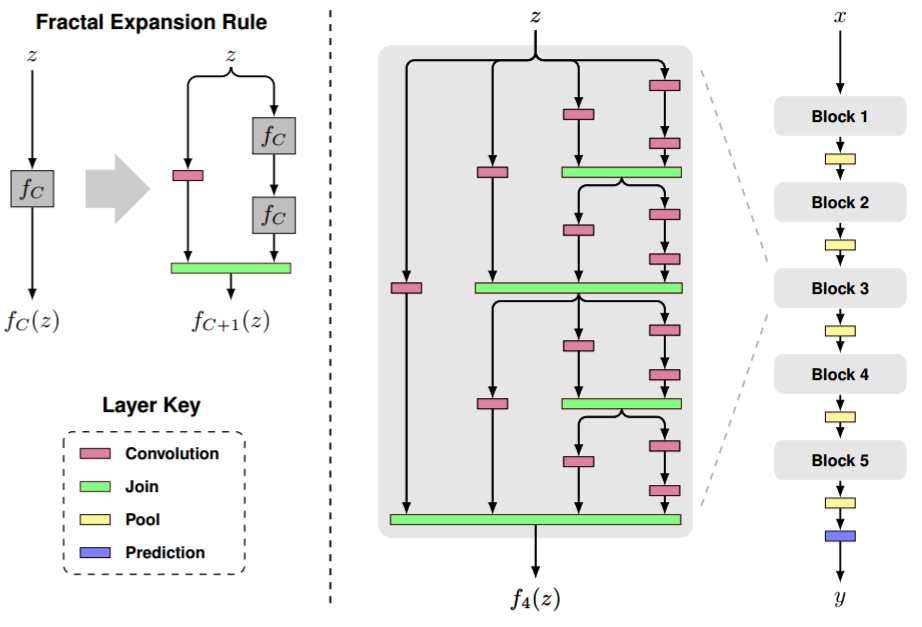 Fractal Expansion Rule
z
z
f_C
f_C
f_C
f_C(z)
f_{C+1}(z)
Layer Key
Convolution
Join
Pool
Prediction
z
f_4(z)
x
Block 1
Block 2
Block 3
Block 4
Block 5
y